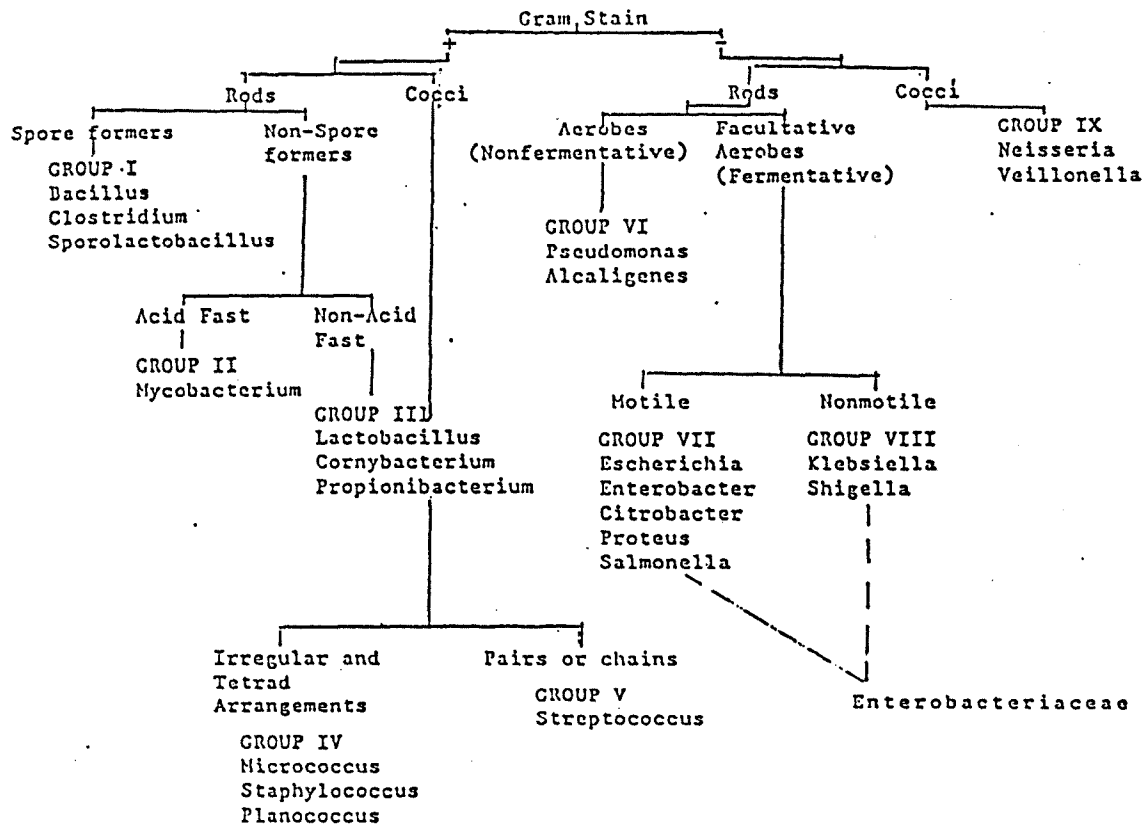 Gram Stain
+
-
Rods
Cocci
Rods
Cocci
Spore formers
GROUP I
Bacillus
Clostridium
Sporolactobacillus
Non-Spore
formers
Acid Fast
GROUP II
Mycobacterium
Non-Acid
Fast
GROUP III
Lactobacillus
Cornybacterium
Propionibacterium
Irregular and
Tetrad
Arrangements
GROUP IV
Micrococcus
Staphylococcus
Planococcus
Pairs or chains
GROUP V
Streptococcus
Aerobes
(Nonfermentative)
GROUP VI
Pseudomonas
Alcaligenes
Facultative
Aerobes
(Fermentative)
Motile
GROUP VII
Escherichia
Enterobacter
Citrobacter
Proteus
Salmonella
Nonmotile
GROUP VIII
Klebsiella
Shigella
Enterobacteriaceae
GROUP IX
Neisseria
Veillonella